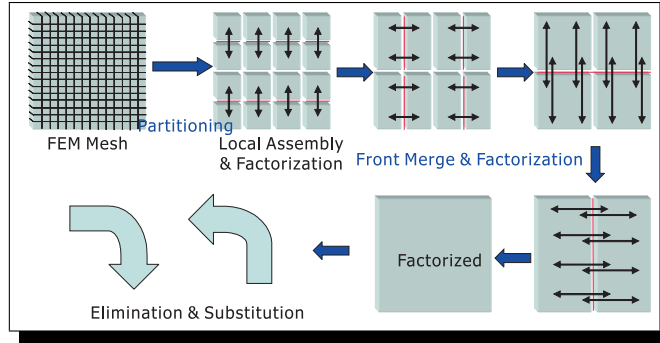 Partitioning
FEM Mesh
Local Assembly
& Factorization
Front Merge & Factorization
Factorized
Elimination & Substitution